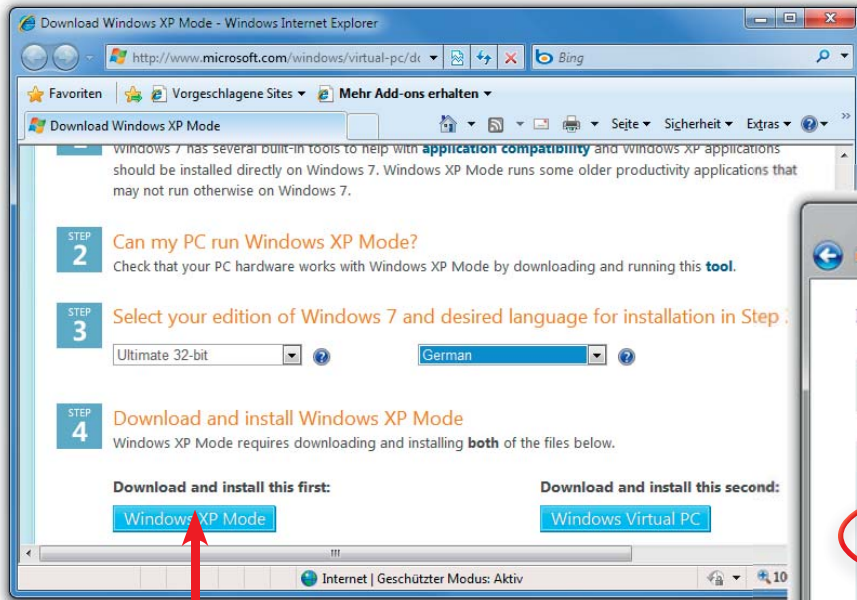 Download Windows XP Mode - Windows Internet Explorer
http://www.microsoft.com/windows/virtual-pc/dc
Bing
Favoriten Vorgeschlagene Sites Mehr Add-ons erhalten
Download Windows XP Mode Seite Sicherheit Extras
Windows 7 has several built-in tools to help with application compatibility and Windows XP applications
should be installed directly on Windows 7. Windows XP Mode runs some older productivity applications that
may not run otherwise on Windows 7.
STEP 2
Can my PC run Windows XP Mode?
Check that your PC hardware works with Windows XP Mode by downloading and running this tool.
STEP 3
Select your edition of Windows 7 and desired language for installation in Step
Ultimate 32-bit German
STEP 4
Download and install Windows XP Mode
Windows XP Mode requires downloading and installing both of the files below.
Download and install this first: Download and install this second:
Windows XP Mode Windows Virtual PC
Internet | Geschützter Modus: Aktiv 10